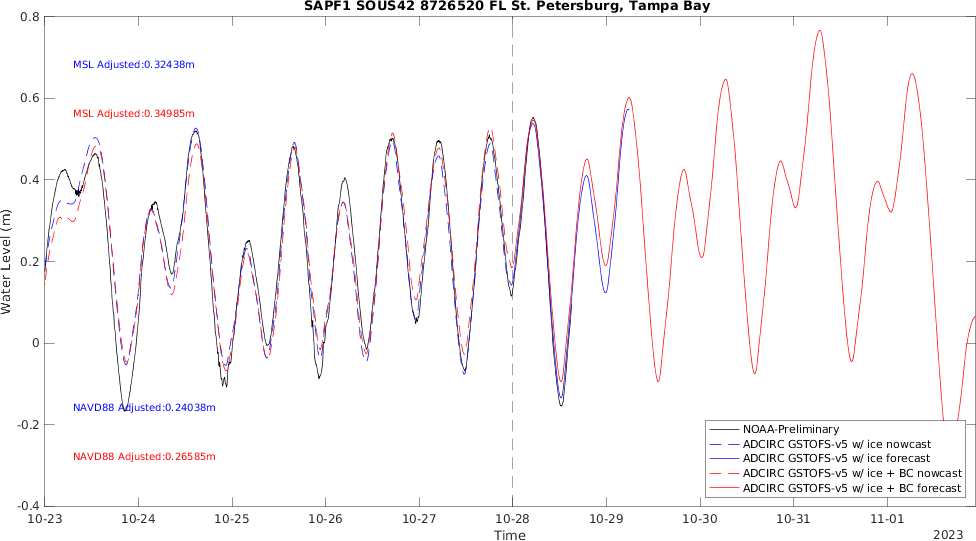 SAPF1 SOUS42 8726520 FL St. Petersburg, Tampa Bay
0.8
0.6
0.4
0.2
0
-0.2
-0.4
Water Level (m)
MSL Adjusted:0.32438m
MSL Adjusted:0.34985m
NAVD88 Adjusted:0.24038m
NAVD88 Adjusted:0.26585m
NOAA-Preliminary
ADCIRC GSTOFS-v5 w/ ice nowcast
ADCIRC GSTOFS-v5 w/ ice forecast
ADCIRC GSTOFS-v5 w/ ice + BC nowcast
ADCIRC GSTOFS-v5 w/ ice + BC forecast
10-23 10-24 10-25 10-26 10-27 10-28 10-29 10-30 10-31 11-01
Time
2023